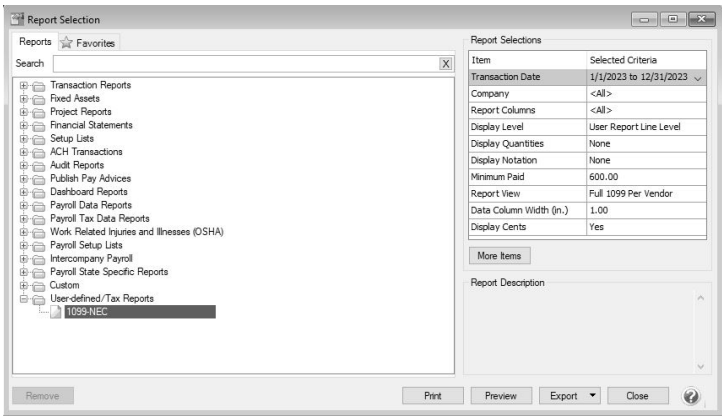 Report Selection
Reports Favorites
Search X
Transaction Reports
Fixed Assets
Project Reports
Financial Statements
Setup Lists
ACH Transactions
Audit Reports
Publish Pay Advices
Dashboard Reports
Payroll Data Reports
Payroll Tax Data Reports
Work Related Injuries and Illnesses (OSHA)
Payroll Setup Lists
Intercompany Payroll
Payroll State Specific Reports
Custom
User-defined/Tax Reports
1099-NEC
Report Selections
Item Selected Criteria
Transaction Date 1/1/2023 to 12/31/2023
Company <All>
Report Columns <All>
Display Level User Report Line Level
Display Quantities None
Display Notation None
Minimum Paid 600.00
Report View Full 1099 Per Vendor
Data Column Width (in.) 1.00
Display Cents Yes
More Items
Report Description
Remove Print Preview Export Close ?